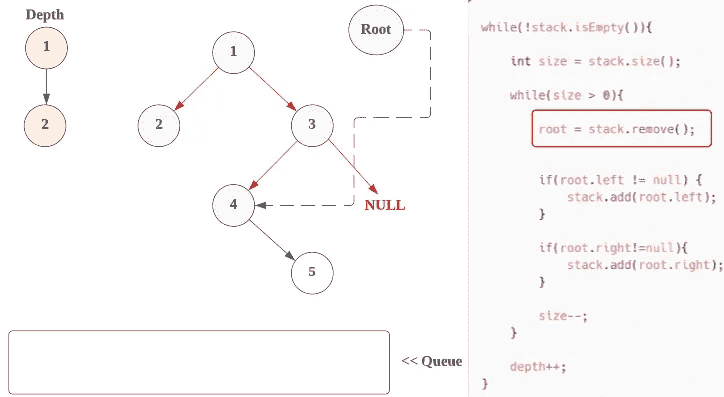 Depth
1
2
1
2
3
4
5
NULL
Root
<< Queue
while(!stack.isEmpty()){
int size = stack.size();
while(size > 0){
root = stack.remove();
if(root.left != null) {
stack.add(root.left);
}
if(root.right!=null){
stack.add(root.right);
}
size--;
}
depth++;
}